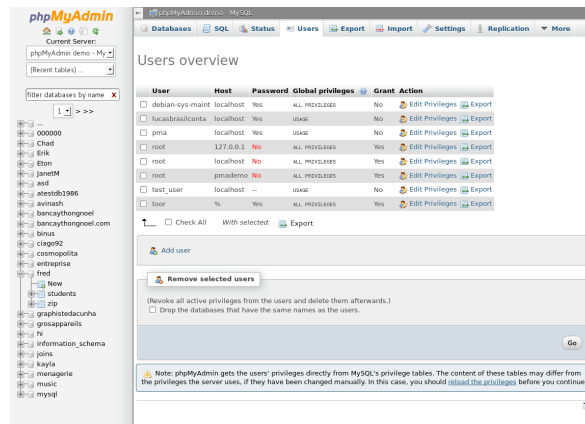 phpMyAdmin
Current Server:
phpMyAdmin demo - My
(Recent tables) ...
filter databases by name X
1 > >>
...
000000
Chad
Erik
Eton
JanetM
asd
atestdb1986
avinash
bancaythongnoel
bancaythongnoel.com
binus
ciago92
cosmopolita
entreprise
fred
New
students
zip
graphistedacunha
grosappareils
hi
information_schema
joins
kayla
menagerie
music
mysql
phpMyAdmin demo - MySQL
Databases SQL Status Users Export Import Settings Replication More
Users overview
User Host Password Global privileges Grant Action
debian-sys-maint localhost Yes ALL PRIVILEGES No Edit Privileges Export
lucasbrasilconta localhost Yes USAGE No Edit Privileges Export
pma localhost Yes USAGE No Edit Privileges Export
root 127.0.0.1 No ALL PRIVILEGES Yes Edit Privileges Export
root localhost No ALL PRIVILEGES Yes Edit Privileges Export
root pmademo No ALL PRIVILEGES Yes Edit Privileges Export
test_user localhost -- USAGE No Edit Privileges Export
toor % Yes ALL PRIVILEGES Yes Edit Privileges Export
Check All With selected: Export
Add user
Remove selected users
(Revoke all active privileges from the users and delete them afterwards.)
Drop the databases that have the same names as the users.
Go
Note: phpMyAdmin gets the users' privileges directly from MySQL's privilege tables. The content of these tables may differ from
the privileges the server uses, if they have been changed manually. In this case, you should reload the privileges before you continue